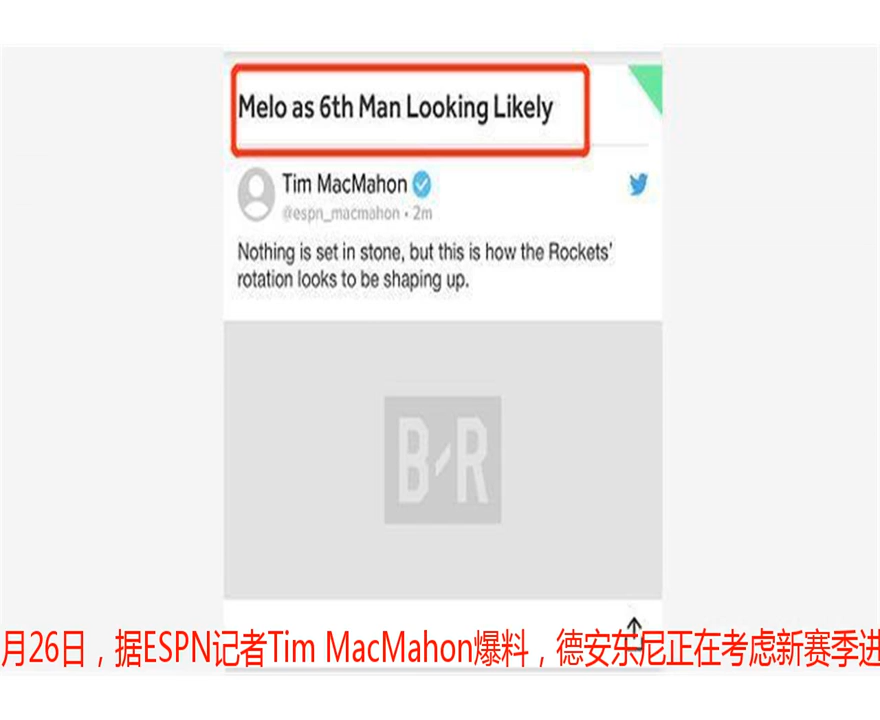 Melo as 6th Man Looking Likely
Tim MacMahon
@espn_macmahon • 2m
Nothing is set in stone, but this is how the Rockets'
rotation looks to be shaping up.
B-R
月26日，据ESPN记者Tim MacMahon爆料，德安东尼正在考虑新赛季进